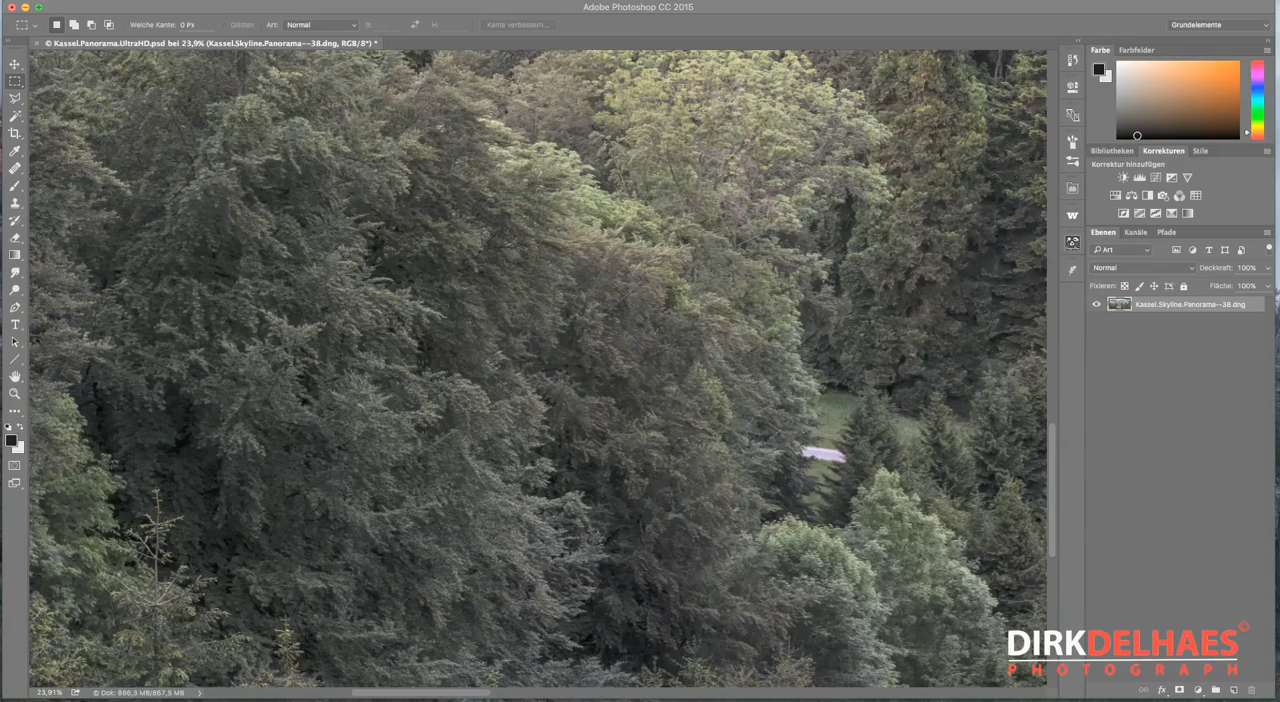 Adobe Photoshop CC 2015
Weiche Kante: 0 Px
Glätten
Art: Normal
B:
H:
Kante verbessern...
Grundelemente
© Kassel.Panorama.UltraHD.psd bei 23,9% (Kassel.Skyline.Panorama--38.dng, RGB/8*) *
Farbe
Farbfelder
Bibliotheken
Korrekturen
Stile
Korrektur hinzufügen
Ebenen
Kanäle
Pfade
Art
Normal
Deckkraft: 100%
Fixieren:
Fläche: 100%
Kassel.Skyline.Panorama--38.dng
DIRKDELHAES©
PHOTOGRAPH
23,91%
© Dok: 866,3 MB/867,5 MB